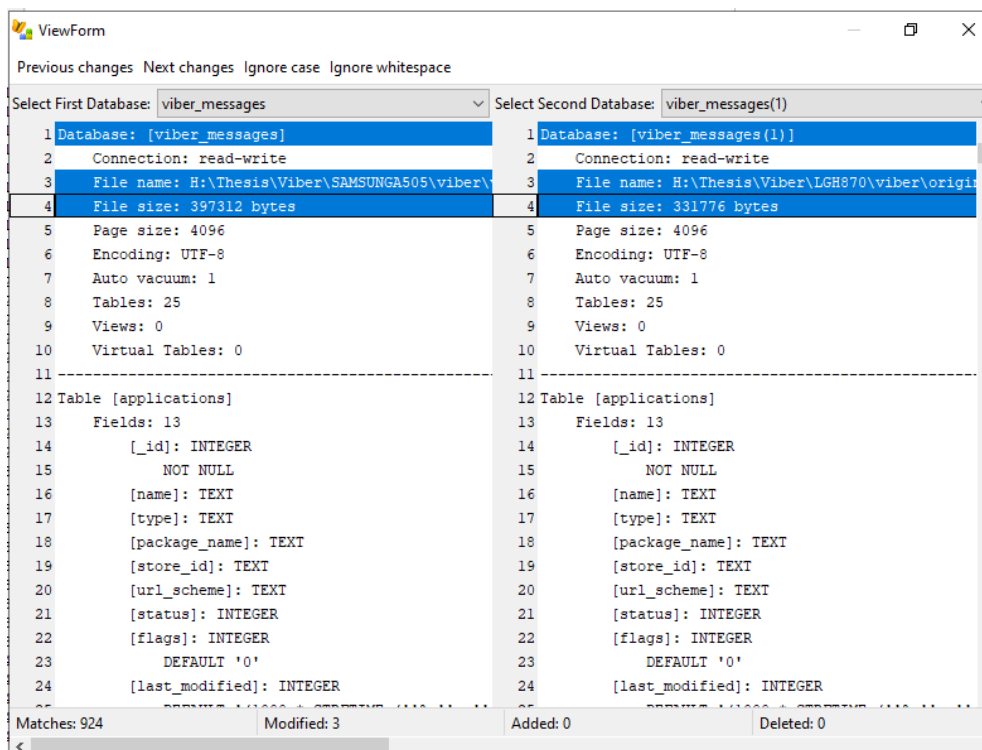 ViewForm
Previous changes Next changes Ignore case Ignore whitespace
Select First Database: viber_messages
1 Database: [viber_messages]
2 Connection: read-write
3 File name: H:\Thesis\Viber\SAMSUNGA505\viber\
4 File size: 397312 bytes
5 Page size: 4096
6 Encoding: UTF-8
7 Auto vacuum: 1
8 Tables: 25
9 Views: 0
10 Virtual Tables: 0
11 ------------------------------------------------
12 Table [applications]
13 Fields: 13
14 [_id]: INTEGER
15 NOT NULL
16 [name]: TEXT
17 [type]: TEXT
18 [package_name]: TEXT
19 [store_id]: TEXT
20 [url_scheme]: TEXT
21 [status]: INTEGER
22 [flags]: INTEGER
23 DEFAULT '0'
24 [last_modified]: INTEGER
Select Second Database: viber_messages(1)
1 Database: [viber_messages(1)]
2 Connection: read-write
3 File name: H:\Thesis\Viber\LGH870\viber\origin
4 File size: 331776 bytes
5 Page size: 4096
6 Encoding: UTF-8
7 Auto vacuum: 1
8 Tables: 25
9 Views: 0
10 Virtual Tables: 0
11 ------------------------------------------------
12 Table [applications]
13 Fields: 13
14 [_id]: INTEGER
15 NOT NULL
16 [name]: TEXT
17 [type]: TEXT
18 [package_name]: TEXT
19 [store_id]: TEXT
20 [url_scheme]: TEXT
21 [status]: INTEGER
22 [flags]: INTEGER
23 DEFAULT '0'
24 [last_modified]: INTEGER
Matches: 924 Modified: 3 Added: 0 Deleted: 0